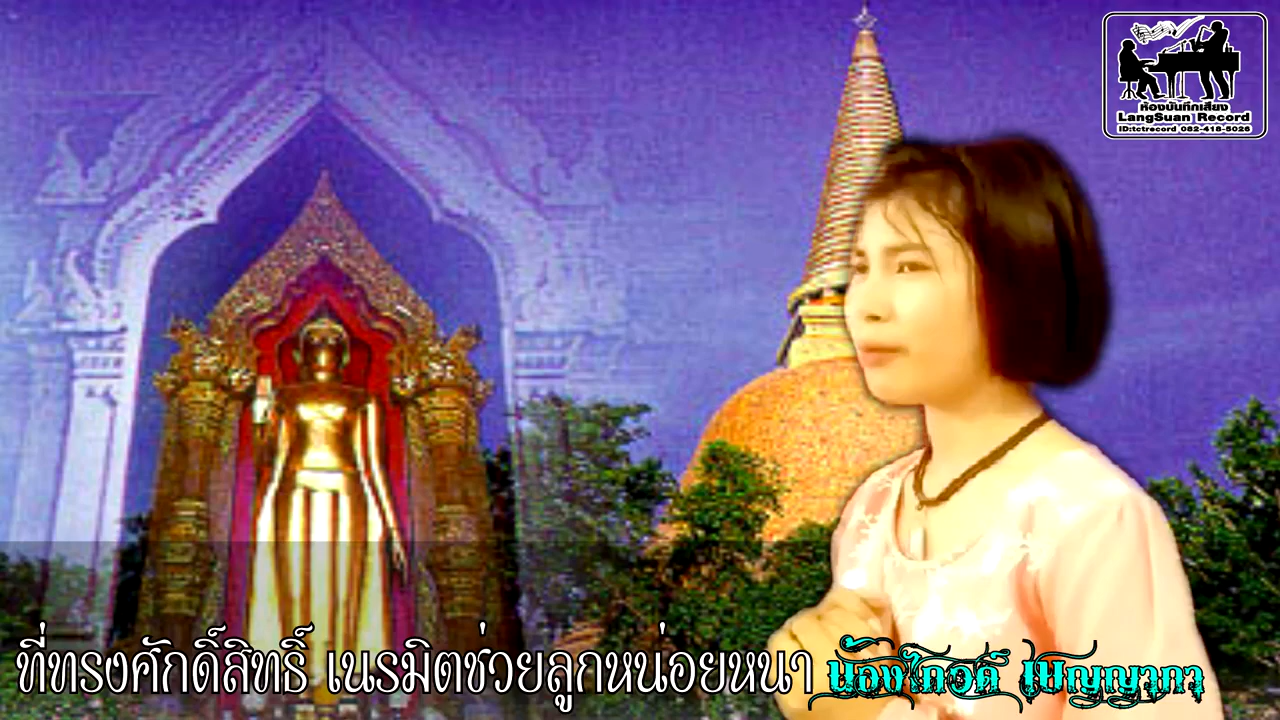 ห้องบันทึกเสียง
LangSuan Record
ID:tctrecord 082-418-5026
ที่ทรงศักดิ์สิทธิ์ เนรมิตช่วยลูกหน่อยหนา น้องไกอดี้ เบญญาภา